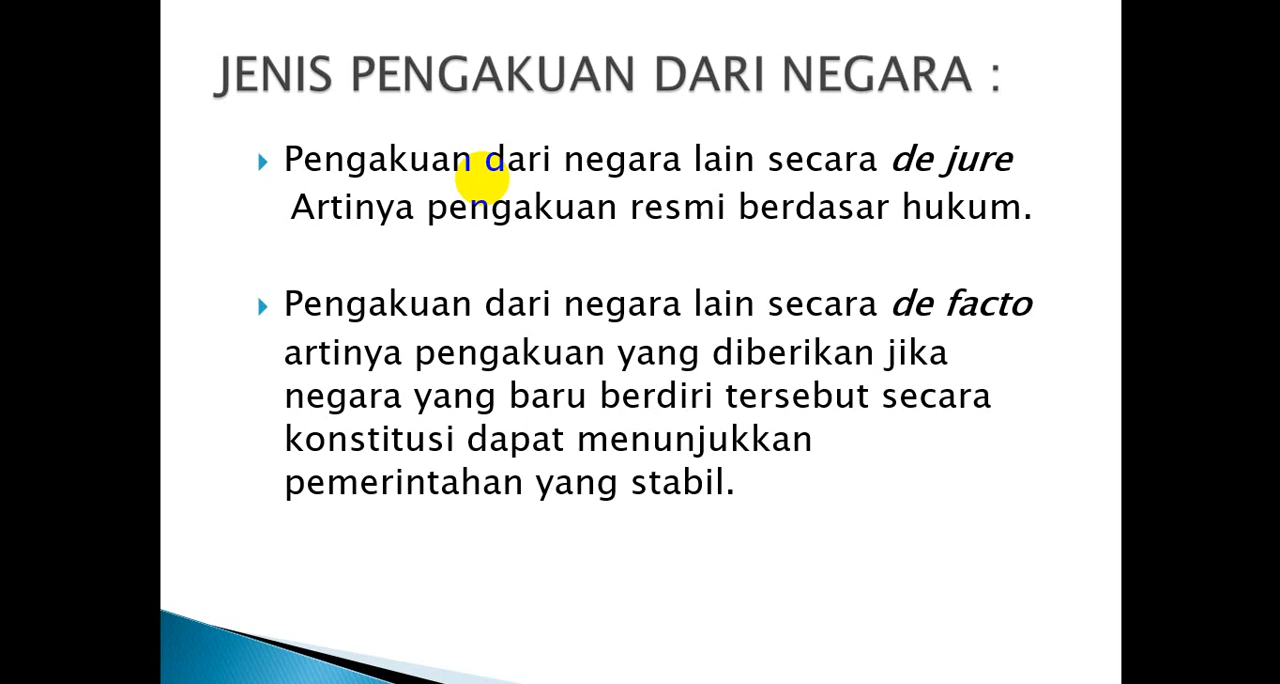 JENIS PENGAKUAN DARI NEGARA :
Pengakuan dari negara lain secara de jure
Artinya pengakuan resmi berdasar hukum.
Pengakuan dari negara lain secara de facto
artinya pengakuan yang diberikan jika
negara yang baru berdiri tersebut secara
konstitusi dapat menunjukkan
pemerintahan yang stabil.